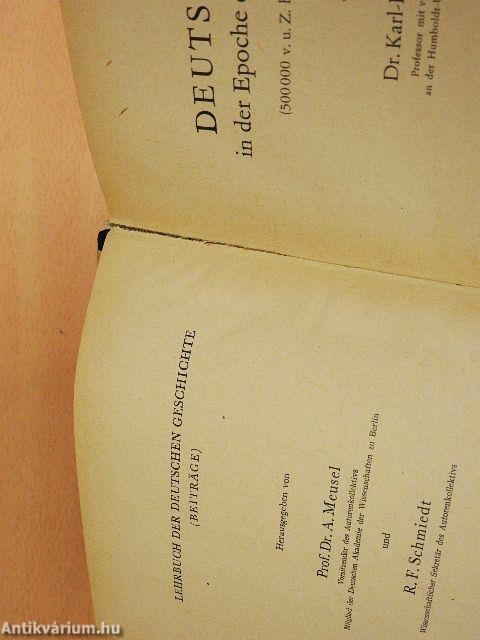 LEHRBUCH DER DEUTSCHEN GESCHICHTE
(BEITRÄGE)
Herausgegeben von
Prof. Dr. A. Meusel
Vorsitzender des Autorenkollektivs
Mitglied der Deutschen Akademie der Wissenschaften zu Berlin
und
R. F. Schmiedt
Wissenschaftlicher Sekretär des Autorenkollektivs
DEUTS
in der Epoche
(500 000 v. u. Z.
Dr. Karl-
Professor mit
an der Humboldt-
Antikvárium.hu